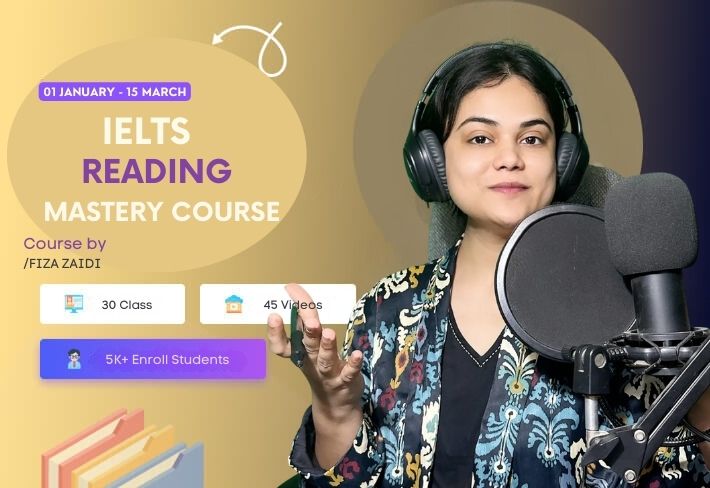 01 JANUARY - 15 MARCH
IELTS
READING
MASTERY COURSE
Course by
/FIZA ZAIDI
30 Class
45 Videos
5K+ Enroll Students